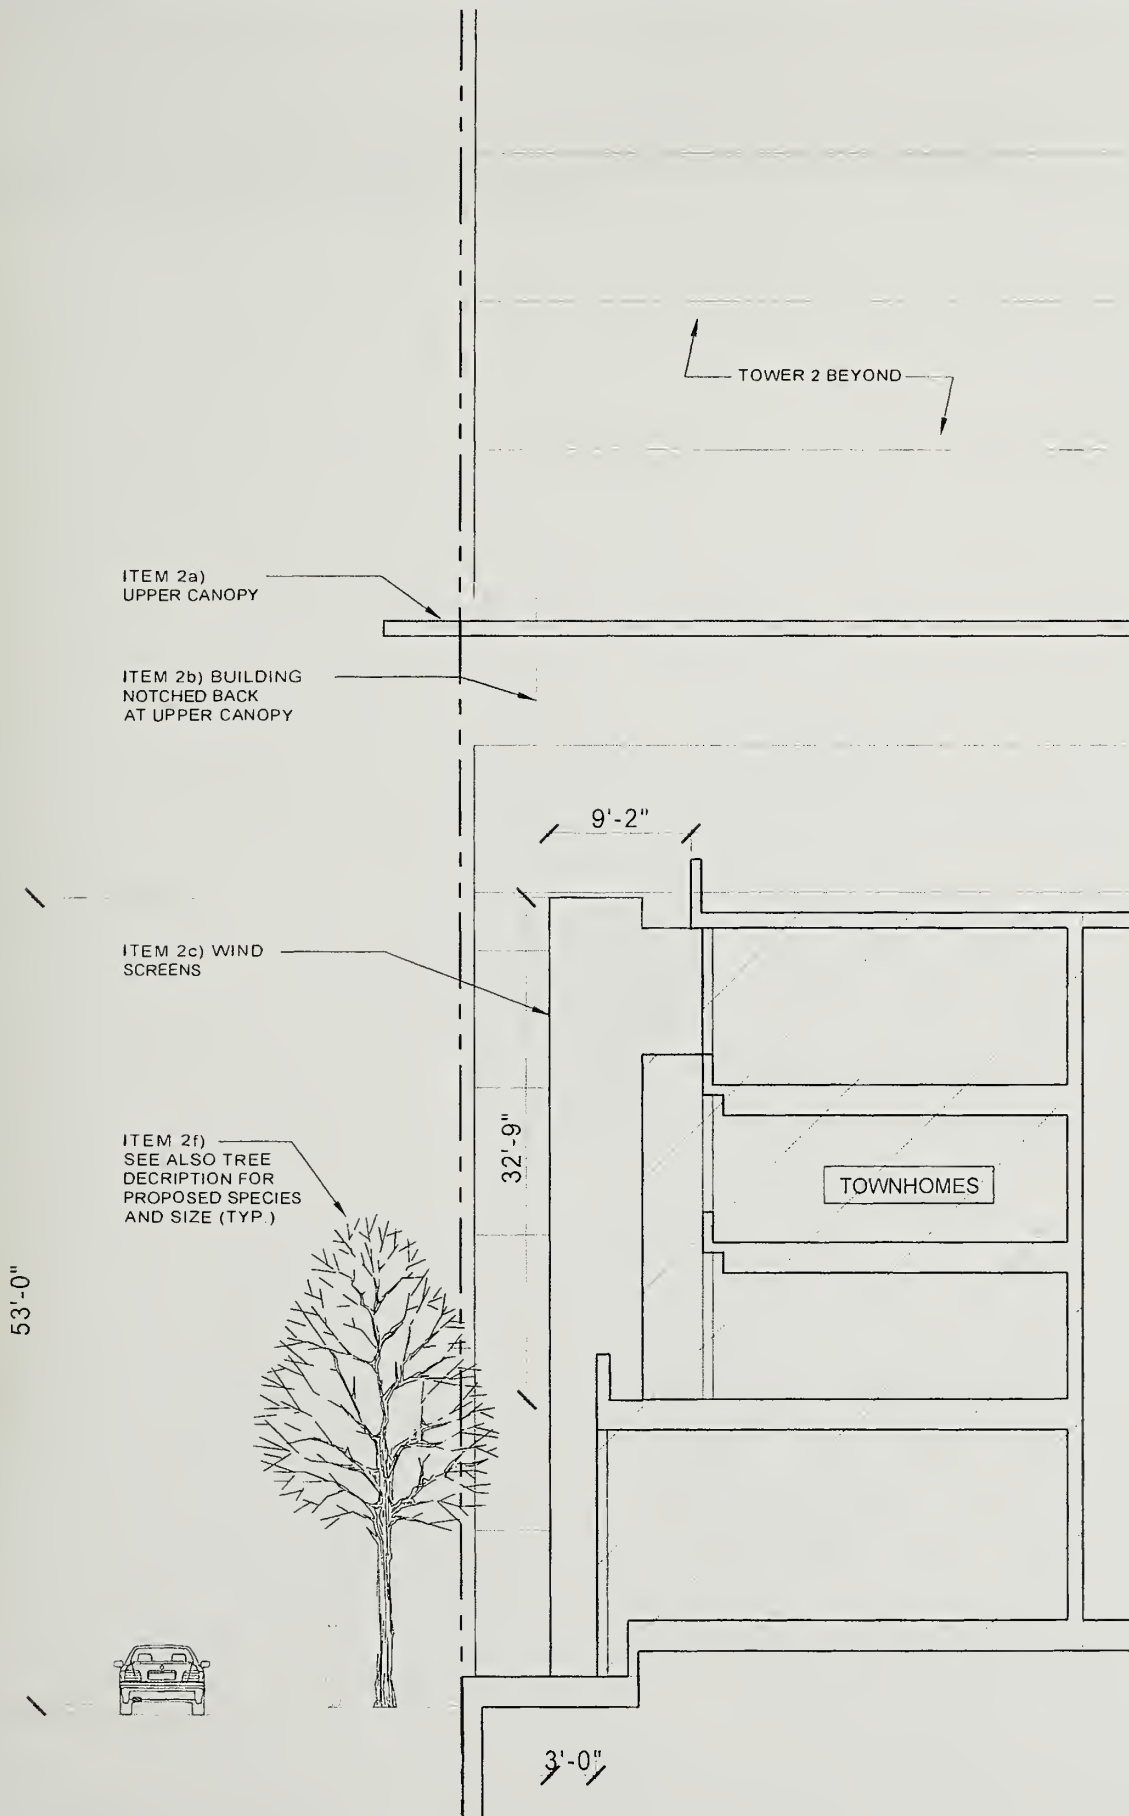 TOWER 2 BEYOND
ITEM 2a)
UPPER CANOPY
ITEM 2b) BUILDING
NOTCHED BACK
AT UPPER CANOPY
9'-2"
ITEM 2c) WIND
SCREENS
32'-9"
ITEM 2f)
SEE ALSO TREE
DECRIPTION FOR
PROPOSED SPECIES
AND SIZE (TYP.)
TOWNHOMES
53'-0"
3'-0"